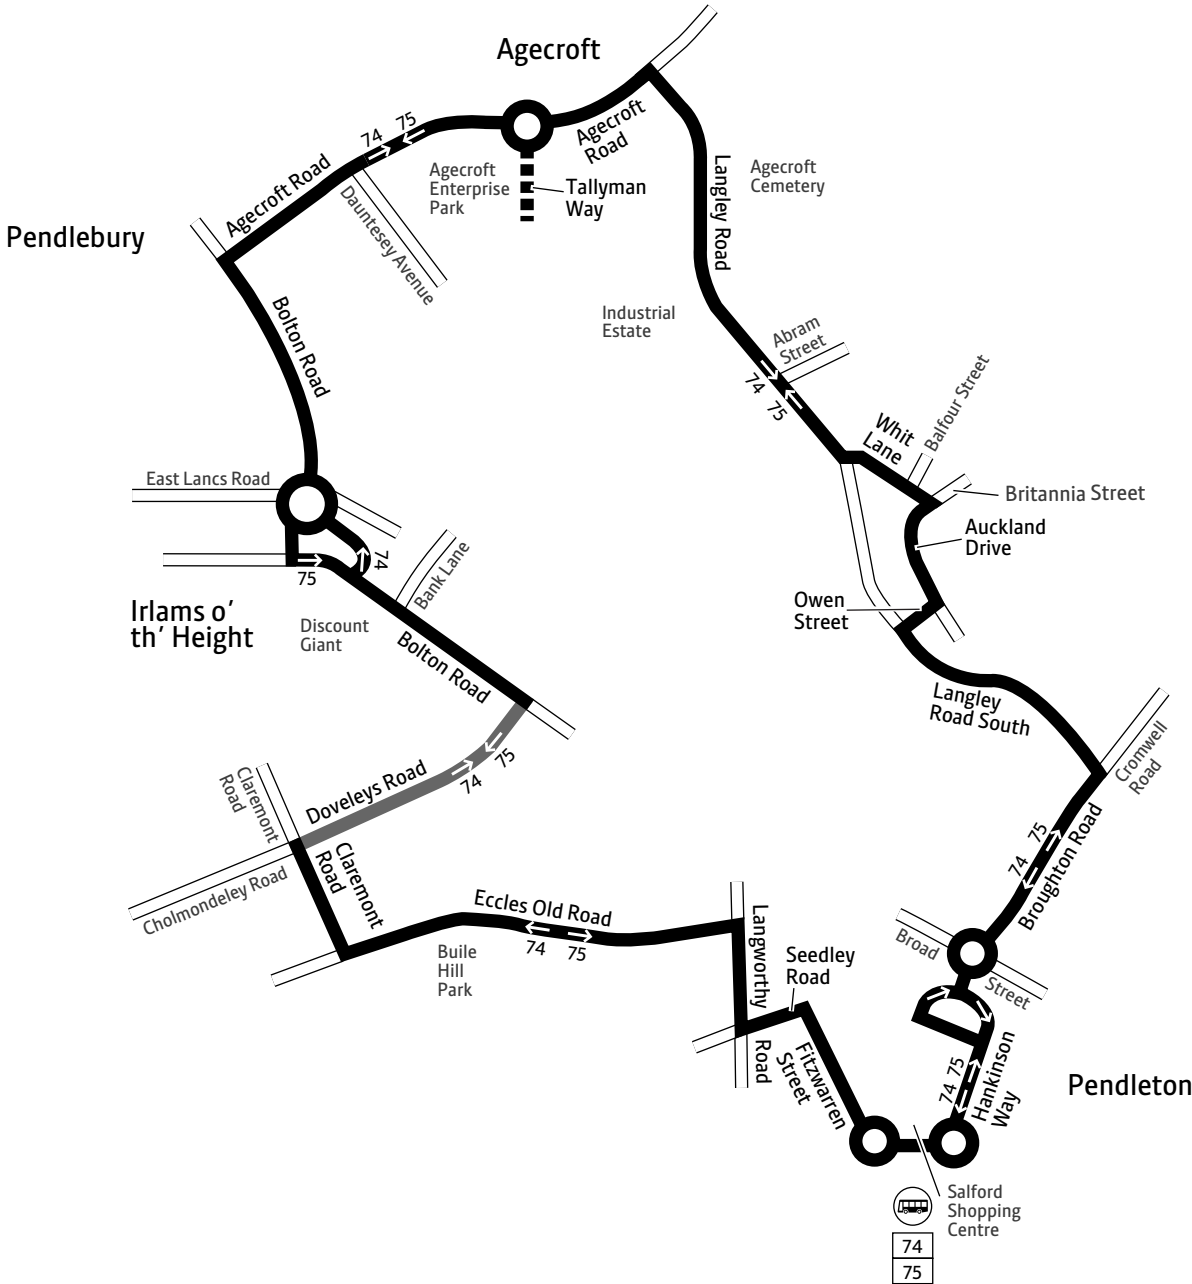 Agecroft
74 75
Agecroft
Road
Agecroft Road
Agecroft
Enterprise
Park
Tallyman
Way
Langley Road
Agecroft
Cemetery
Dauntesey Avenue
Pendlebury
Bolton Road
Industrial
Estate
Abram
Street
74
75
Whit
Lane
Balfour Street
East Lancs Road
Britannia Street
Auckland
Drive
74
75
Bank Lane
Irlams o’
th’ Height
Discount
Giant
Owen
Street
Bolton Road
Langley
Road South
Cromwell
Road
75
74
Doveleys Road
Claremont
Road
Claremont
Road
Cholmondeley Road
75
74
Broughton Road
Eccles Old Road
74
75
Buile
Hill
Park
Langworthy
Road
Seedley
Road
Broad
Street
Fitzwarren
Street
74 75
Hankinson
Way
Pendleton
Salford
Shopping
Centre
74
75